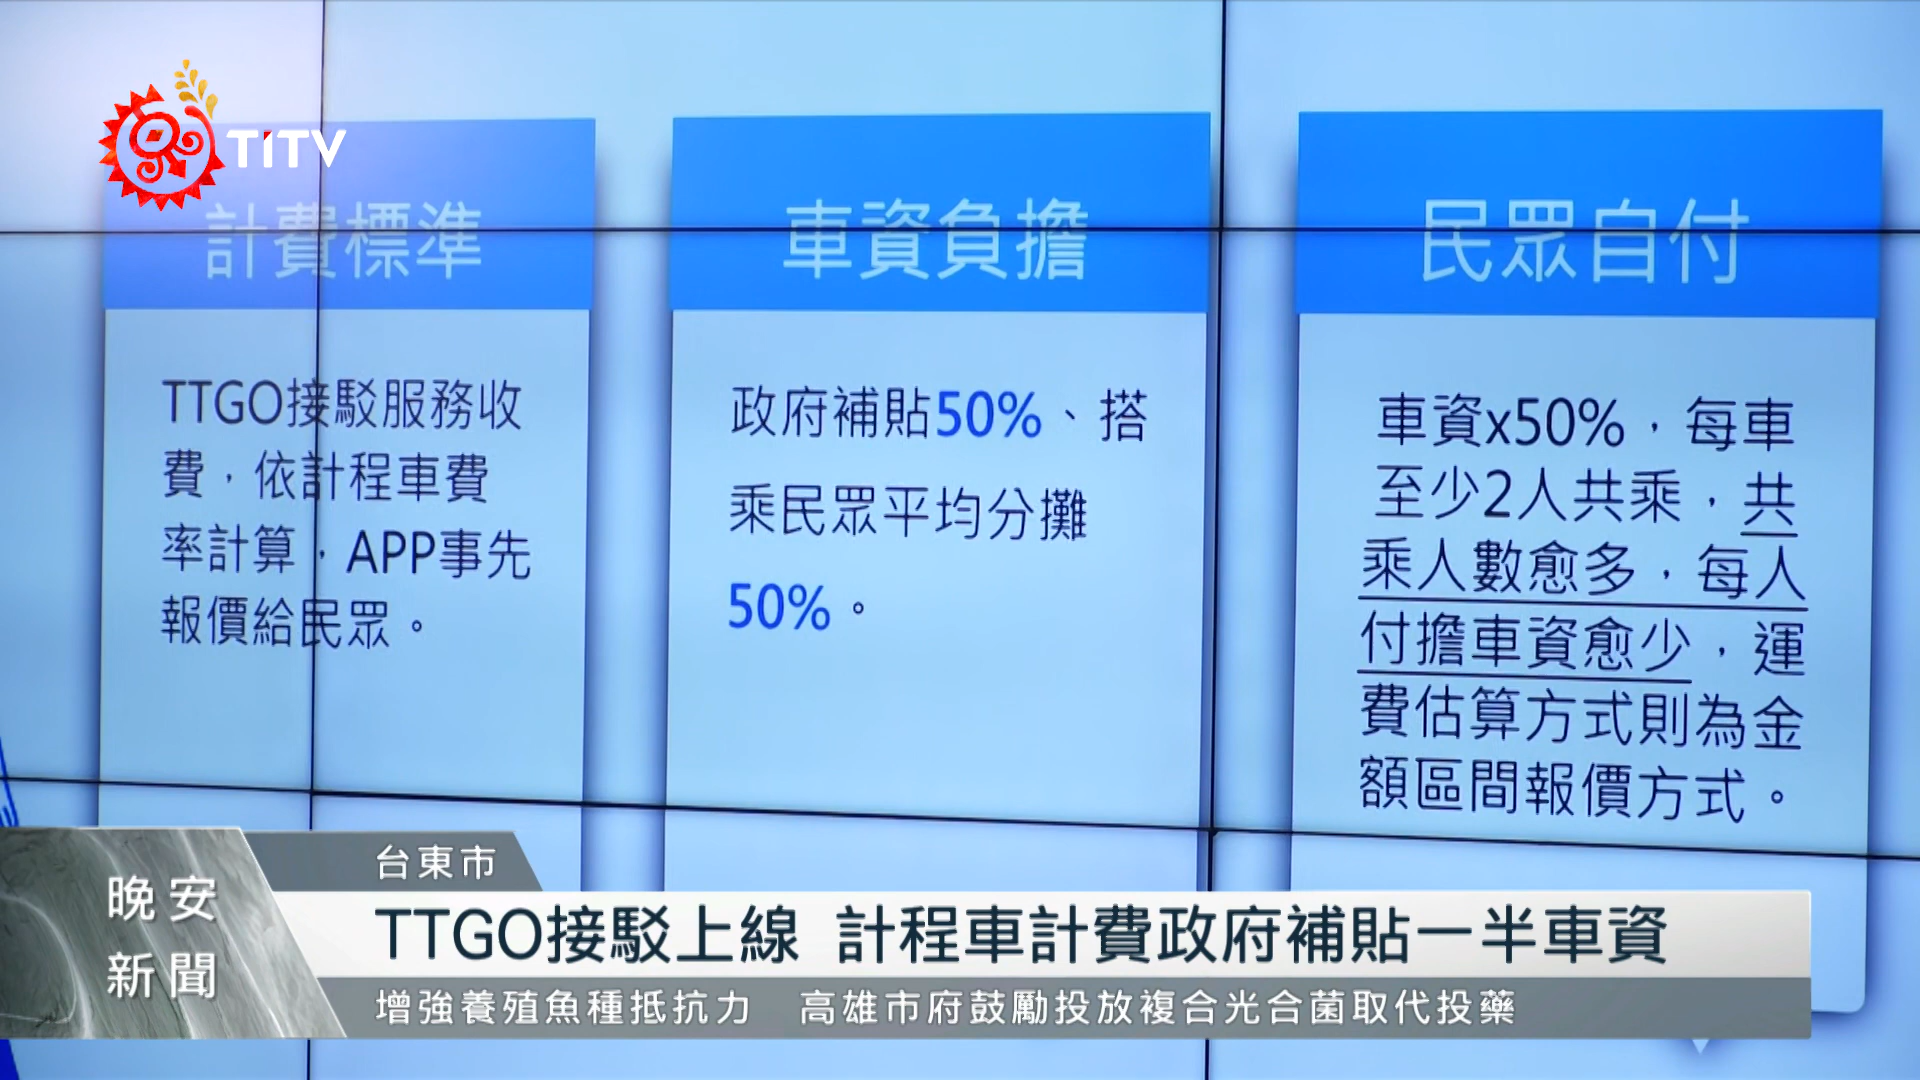 TiTV
計費標準
TTGO接駁服務收
費，依計程車費
率計算，APP事先
報價給民眾。
車資負擔
政府補貼50%、搭
乘民眾平均分攤
50%。
民眾自付
車資x50%，每車
至少2人共乘，共
乘人數愈多，每人
付擔車資愈少，運
費估算方式則為金
額區間報價方式。
台東市
晚安
新聞
TTGO接駁上線 計程車計費政府補貼一半車資
增強養殖魚種抵抗力 高雄市府鼓勵投放複合光合菌取代投藥